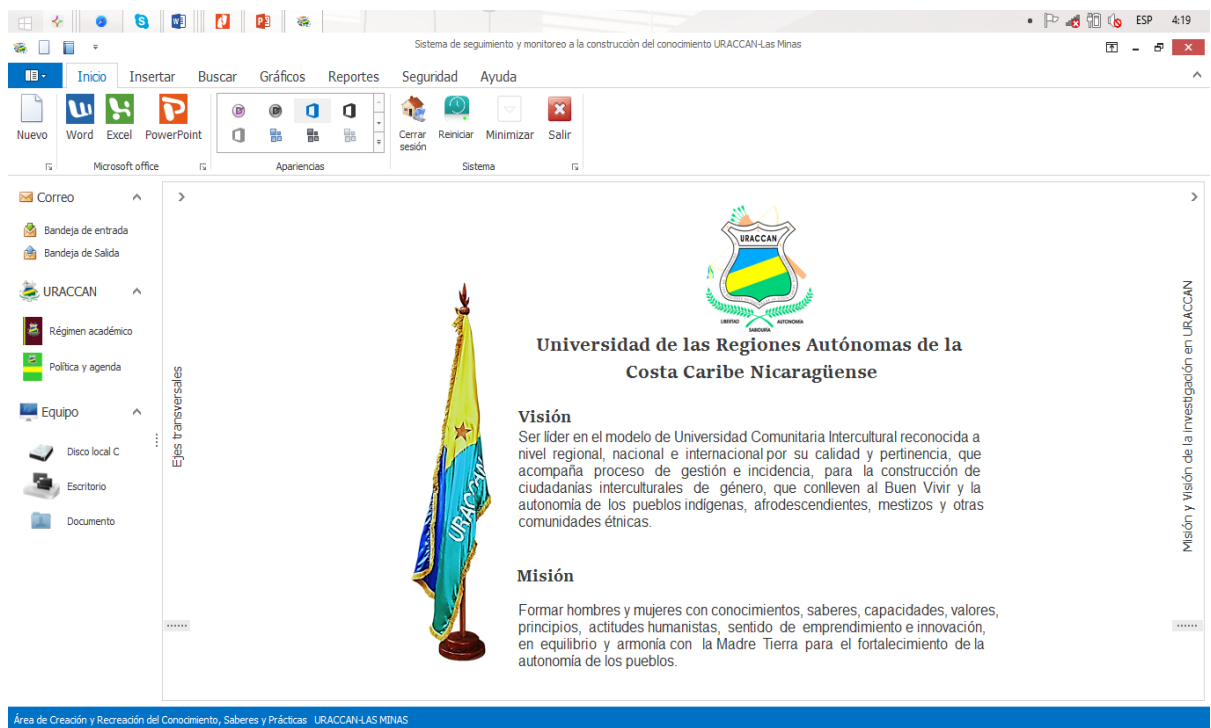 ESP 4:19
Sistema de seguimiento y monitoreo a la construcción del conocimiento URACCAN-Las Minas
Inicio Insertar Buscar Gráficos Reportes Seguridad Ayuda
Nuevo Word Excel PowerPoint
Cerrar sesión Reiniciar Minimizar Salir
Microsoft office Apariencias Sistema
Correo
Bandeja de entrada
Bandeja de Salida
URACCAN
Régimen académico
Política y agenda
Equipo
Disco local C
Escritorio
Documento
Ejes transversales
URACCAN
LIBERTAD SABIDURIA AUTONOMÍA
URACCAN
Universidad de las Regiones Autónomas de la
Costa Caribe Nicaragüense
Visión
Ser líder en el modelo de Universidad Comunitaria Intercultural reconocida a
nivel regional, nacional e internacional por su calidad y pertinencia, que
acompaña proceso de gestión e incidencia, para la construcción de
ciudadanías interculturales de género, que conlleven al Buen Vivir y la
autonomía de los pueblos indígenas, afrodescendientes, mestizos y otras
comunidades étnicas.
Misión
Formar hombres y mujeres con conocimientos, saberes, capacidades, valores,
principios, actitudes humanistas, sentido de emprendimiento e innovación,
en equilibrio y armonía con la Madre Tierra para el fortalecimiento de la
autonomía de los pueblos.
Misión y Visión de la investigación en URACCAN
Área de Creación y Recreación del Conocimiento, Saberes y Prácticas URACCAN-LAS MINAS